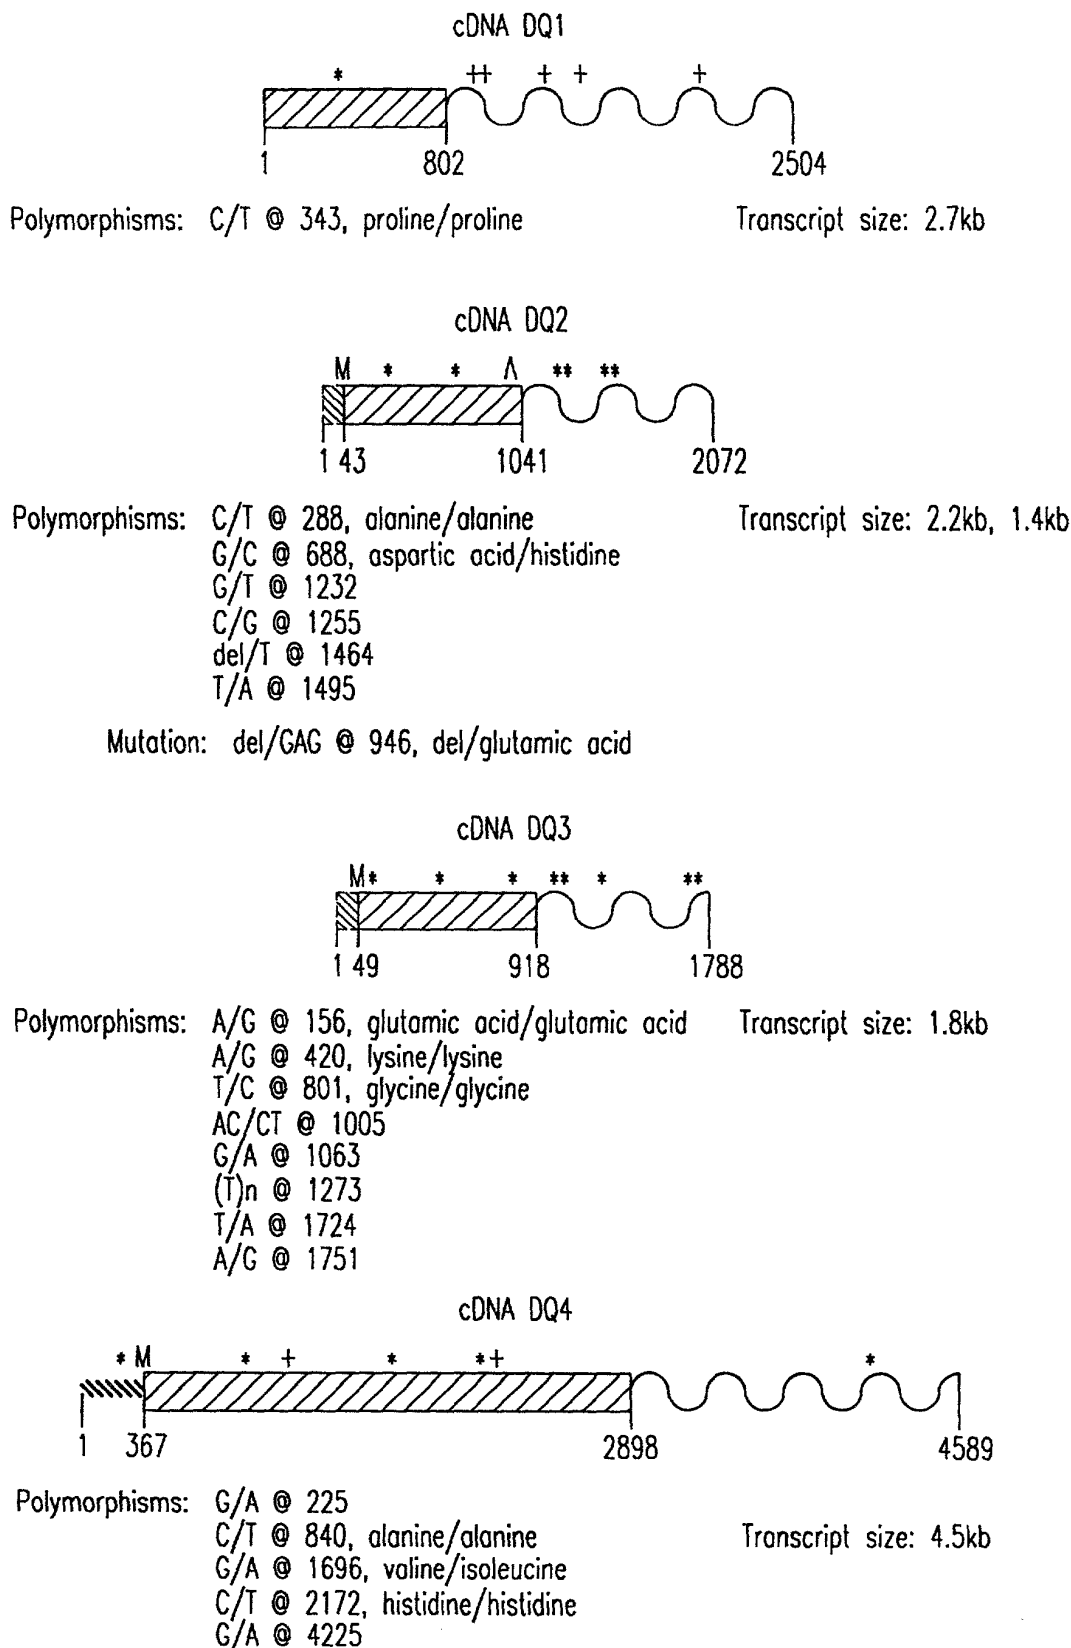 cDNA DQ1
* ++ + + +
1 802 2504
Polymorphisms: C/T @ 343, proline/proline Transcript size: 2.7kb
cDNA DQ2
M * * Λ ** **
1 43 1041 2072
Polymorphisms: C/T @ 288, alanine/alanine Transcript size: 2.2kb, 1.4kb
G/C @ 688, aspartic acid/histidine
G/T @ 1232
C/G @ 1255
del/T @ 1464
T/A @ 1495
Mutation: del/GAG @ 946, del/glutamic acid
cDNA DQ3
M* * * ** * **
1 49 918 1788
Polymorphisms: A/G @ 156, glutamic acid/glutamic acid Transcript size: 1.8kb
A/G @ 420, lysine/lysine
T/C @ 801, glycine/glycine
AC/CT @ 1005
G/A @ 1063
(T)n @ 1273
T/A @ 1724
A/G @ 1751
cDNA DQ4
* M * + * *+ *
1 367 2898 4589
Polymorphisms: G/A @ 225
C/T @ 840, alanine/alanine Transcript size: 4.5kb
G/A @ 1696, valine/isoleucine
C/T @ 2172, histidine/histidine
G/A @ 4225